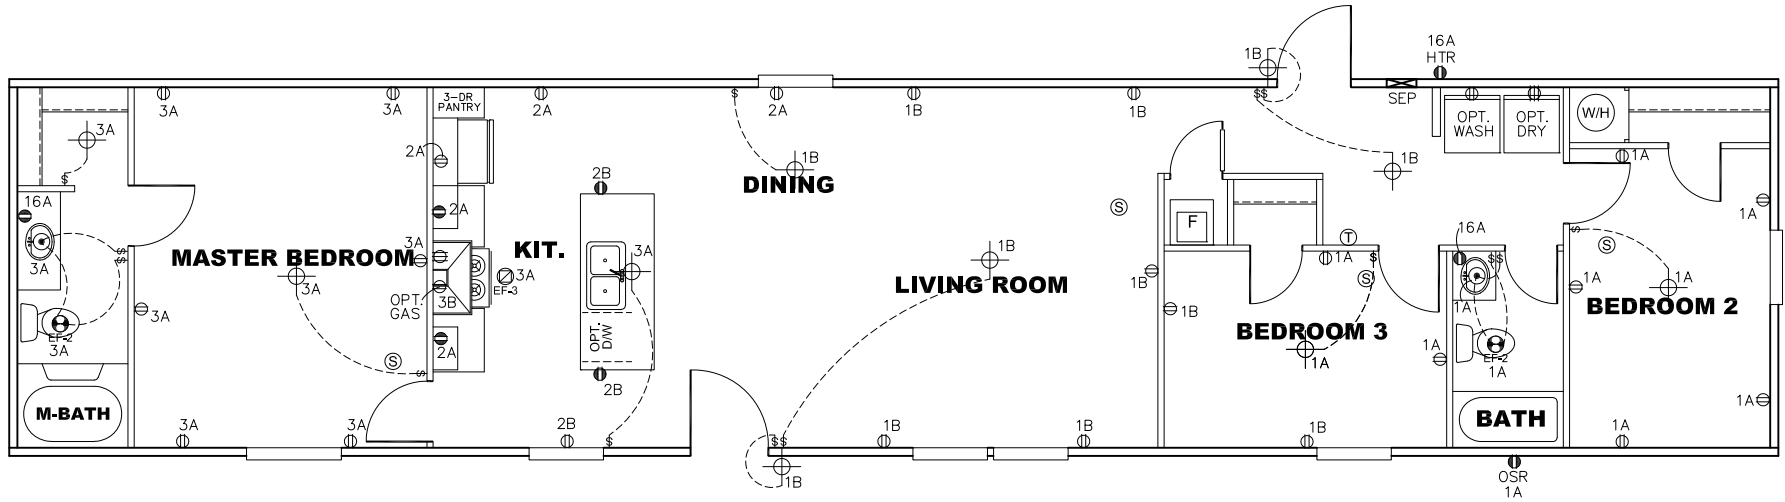 16A
HTR
1B
3-DR
PANTRY
3A
3A
2A
$
2A
1B
1B
$$
SEP
OPT.
WASH
OPT.
DRY
W/H
3A
$
2A
1B
1B
1A
DINING
2B
16A
2A
S
F
1A
$
T
S
16A
$$
3A
MASTER BEDROOM
3A
KIT.
3A
1B
1A
$
3A
3A
3A
EF-3
LIVING ROOM
1B
1A
1A
BEDROOM 2
OPT.
GAS
3B
$$
S
1A
3A
1B
BEDROOM 3
EF-2
3A
2A
OPT.
D/W
S
$
1A
1A
EF-2
1A
2B
1A
M-BATH
BATH
3A
3A
2B
$
$$
1B
1B
1B
1A
1B
OSR
1A